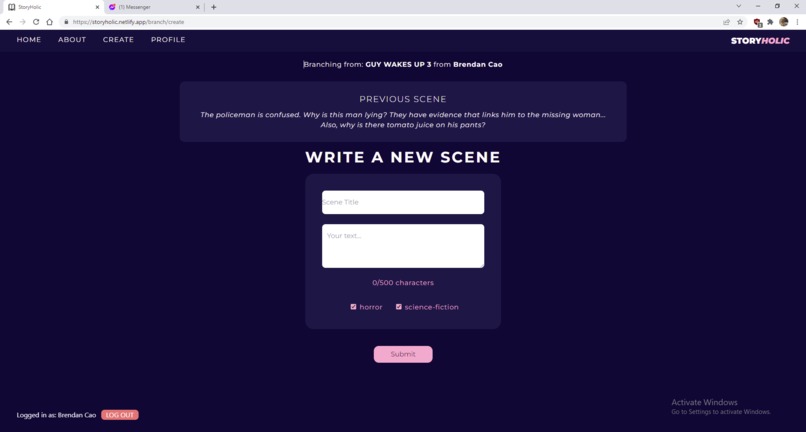 StoryHolic
(1) Messenger
https://storyholic.netlify.app/branch/create
HOME ABOUT CREATE PROFILE
STORYHOLIC
Branching from: GUY WAKES UP 3 from Brendan Cao
PREVIOUS SCENE
The policeman is confused. Why is this man lying? They have evidence that links him to the missing woman...
Also, why is there tomato juice on his pants?
WRITE A NEW SCENE
Scene Title
Your text...
0/500 characters
horror science-fiction
Submit
Activate Windows
Go to Settings to activate Windows.
Logged in as: Brendan Cao LOG OUT